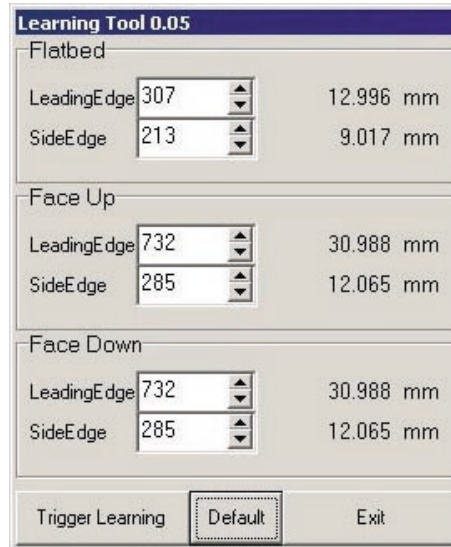 Learning Tool 0.05
Flatbed
LeadingEdge 307 12.996 mm
SideEdge 213 9.017 mm
Face Up
LeadingEdge 732 30.988 mm
SideEdge 285 12.065 mm
Face Down
LeadingEdge 732 30.988 mm
SideEdge 285 12.065 mm
Trigger Learning Default Exit